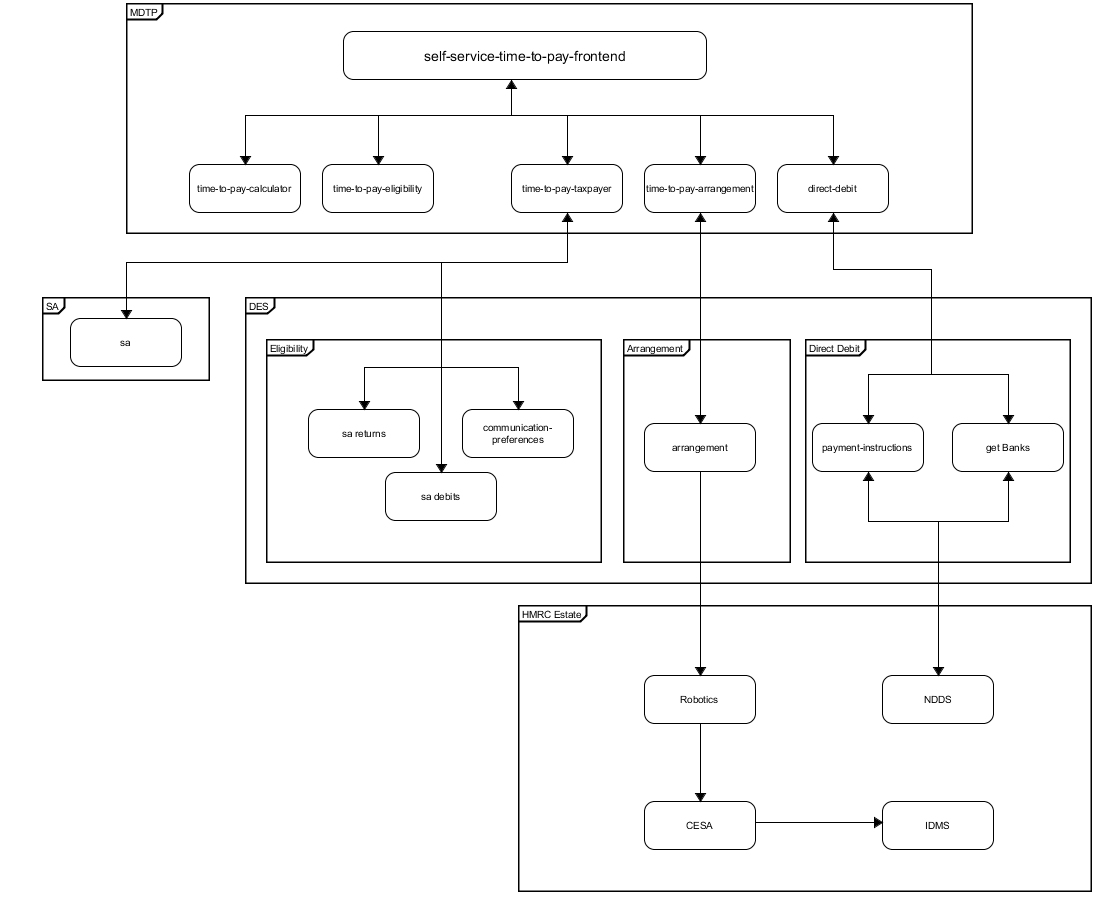 MDTP
self-service-time-to-pay-frontend
time-to-pay-calculator
time-to-pay-eligibility
time-to-pay-taxpayer
time-to-pay-arrangement
direct-debit
SA
sa
DES
Eligibility
sa returns
communication-
preferences
sa debits
Arrangement
arrangement
Direct Debit
payment-instructions
get Banks
HMRC Estate
Robotics
NDDS
CESA
IDMS